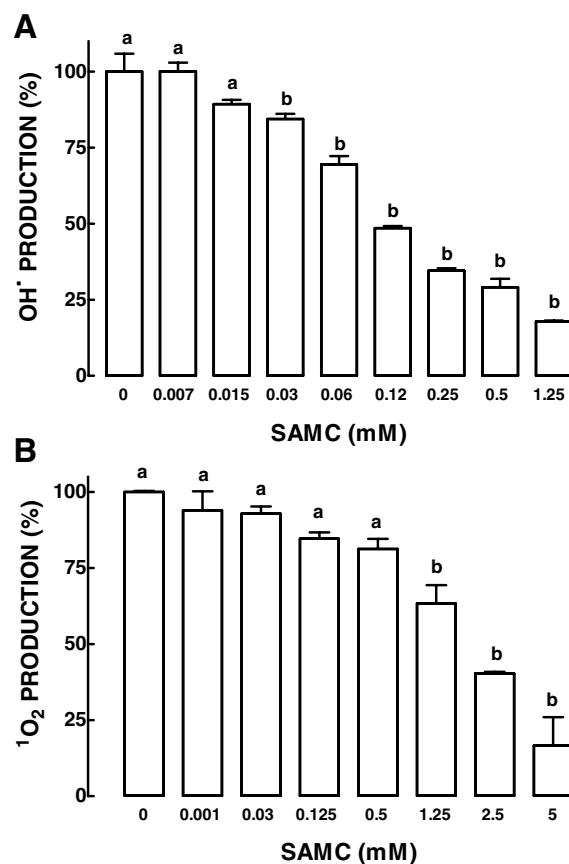 A
OH· PRODUCTION (%)
100
75
50
25
0
a a a b b b b b b
0 0.007 0.015 0.03 0.06 0.12 0.25 0.5 1.25
SAMC (mM)
B
¹O₂ PRODUCTION (%)
100
75
50
25
0
a a a a a b b b
0 0.001 0.03 0.125 0.5 1.25 2.5 5
SAMC (mM)